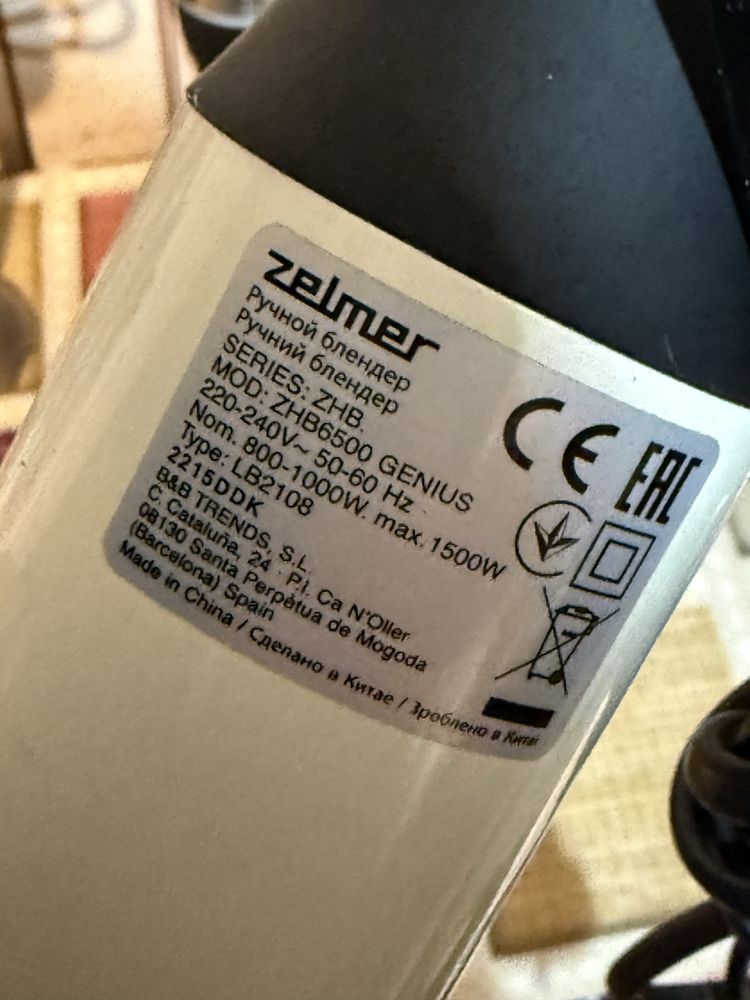 zelmer
Ручной блендер
Ручний блендер
SERIES: ZHB
MOD: ZHB6500 GENIUS
220-240V~ 50-60 Hz
Nom. 800-1000W. max.1500W
Type: LB2108
2215DDK
B&B TRENDS, S.L.
C. Cataluña, 24 · P.I. Ca N'Oller
08130 Santa Perpètua de Mogoda
(Barcelona) Spain
Made in China / Сделано в Китае / Зроблено в Китаї
CE
EAC